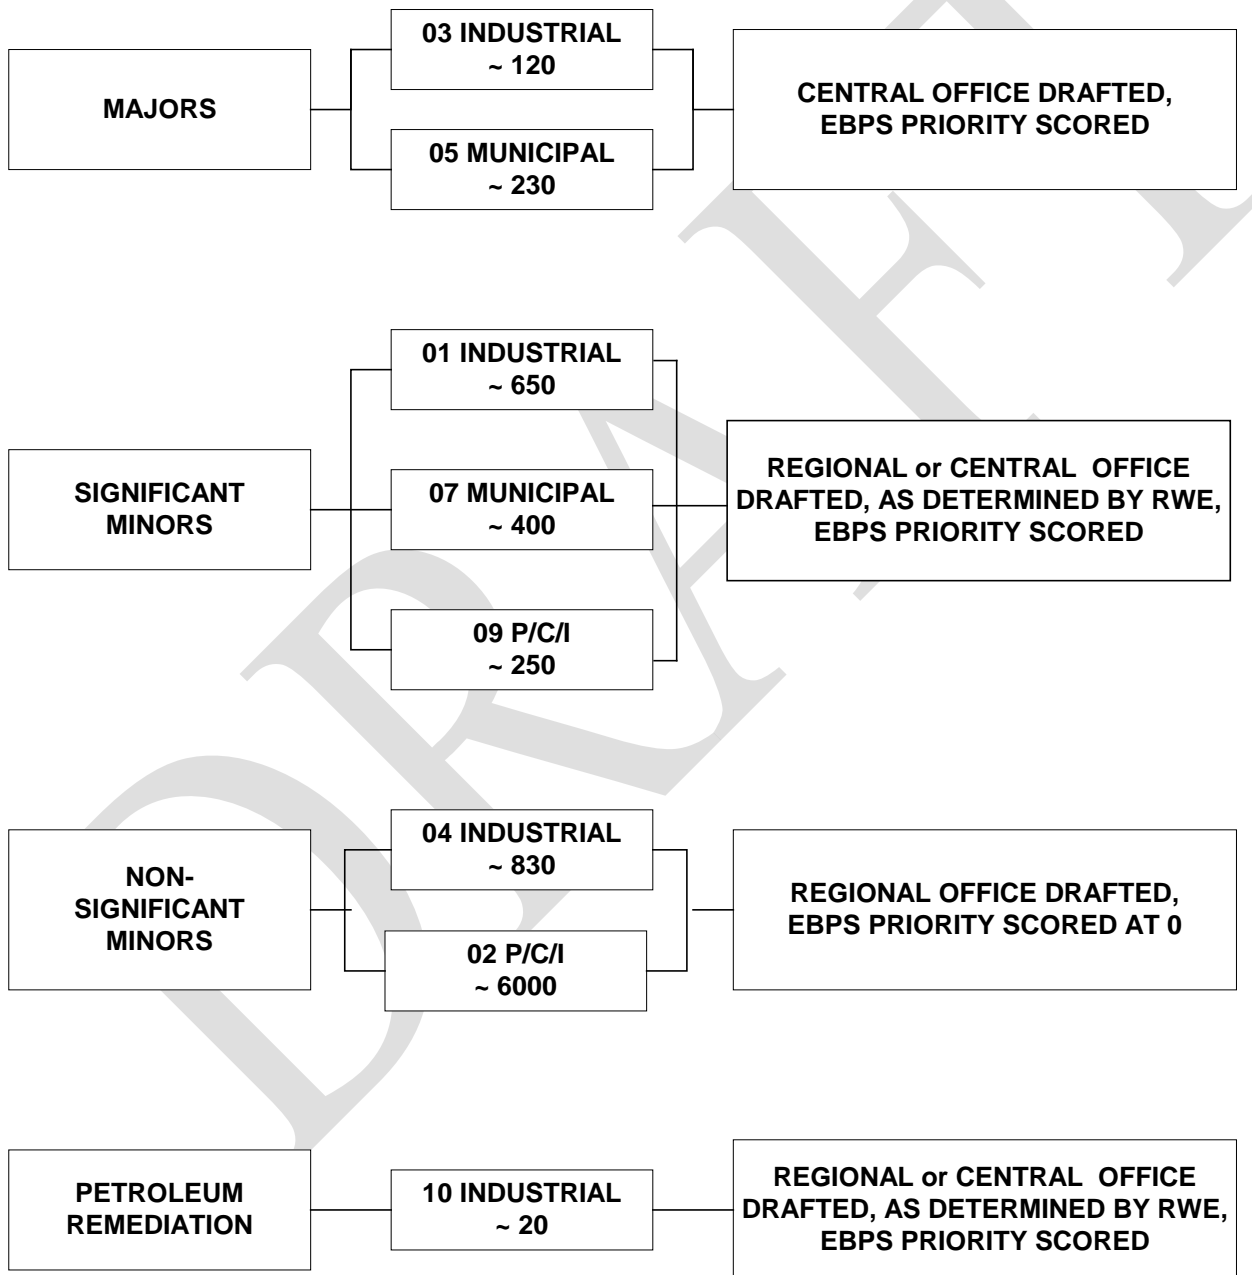 MAJORS
03 INDUSTRIAL
~ 120
05 MUNICIPAL
~ 230
CENTRAL OFFICE DRAFTED,
EBPS PRIORITY SCORED
SIGNIFICANT
MINORS
01 INDUSTRIAL
~ 650
07 MUNICIPAL
~ 400
09 P/C/I
~ 250
REGIONAL or CENTRAL OFFICE
DRAFTED, AS DETERMINED BY RWE,
EBPS PRIORITY SCORED
NON-
SIGNIFICANT
MINORS
04 INDUSTRIAL
~ 830
02 P/C/I
~ 6000
REGIONAL OFFICE DRAFTED,
EBPS PRIORITY SCORED AT 0
PETROLEUM
REMEDIATION
10 INDUSTRIAL
~ 20
REGIONAL or CENTRAL OFFICE
DRAFTED, AS DETERMINED BY RWE,
EBPS PRIORITY SCORED
DRAFT